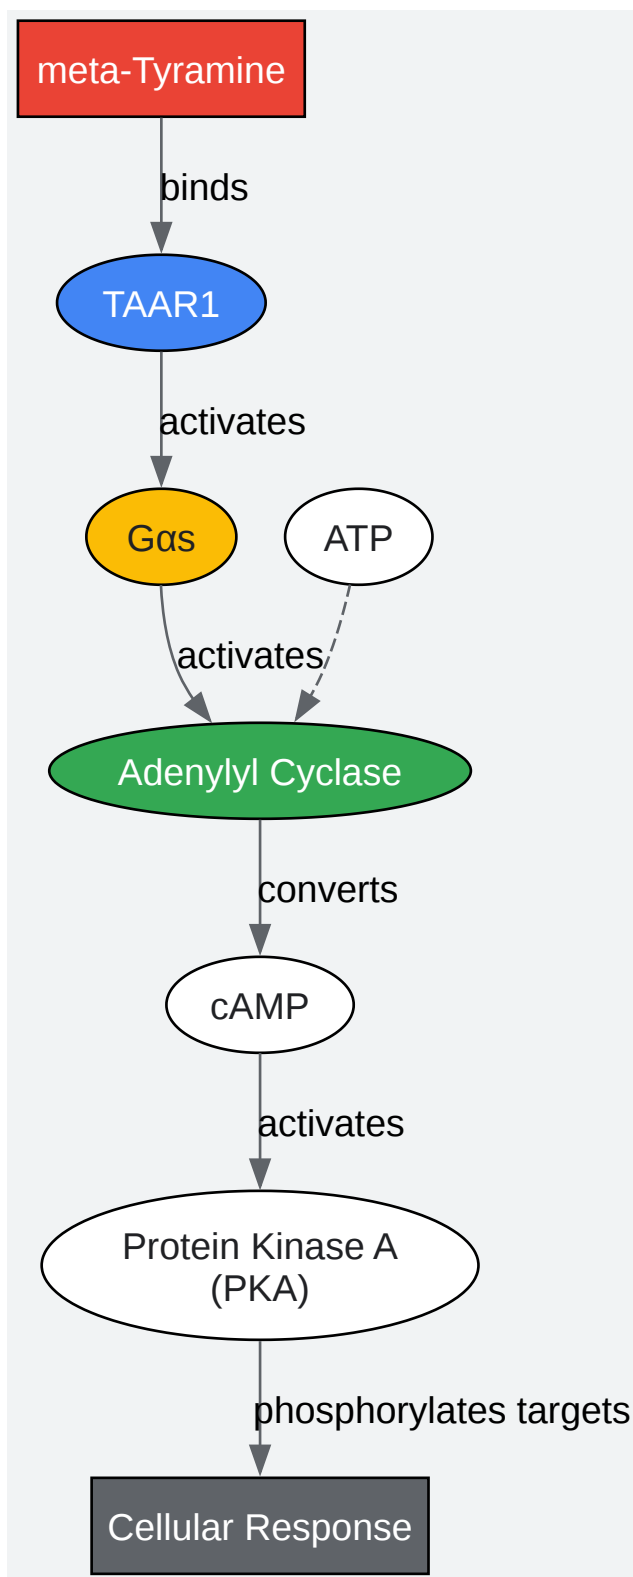 meta-Tyramine
binds
TAAR1
activates
Gαs
ATP
activates
Adenylyl Cyclase
converts
cAMP
activates
Protein Kinase A
(PKA)
phosphorylates targets
Cellular Response